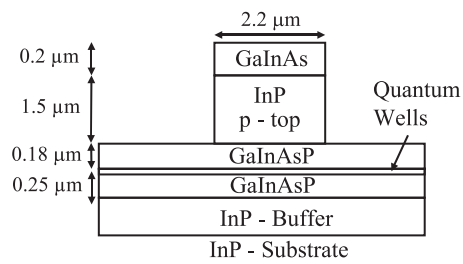 2.2 µm
0.2 µm
GaInAs
1.5 µm
InP
p - top
Quantum
Wells
0.18 µm
GaInAsP
0.25 µm
GaInAsP
InP - Buffer
InP - Substrate